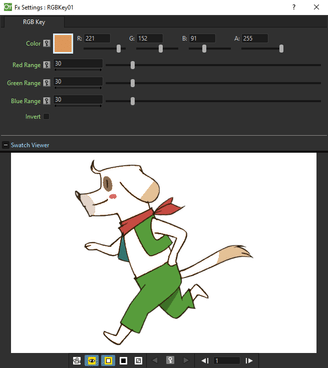 Fx Settings : RGBKey01
RGB Key
Color R: 221 G: 152 B: 91 A: 255
Red Range 30
Green Range 30
Blue Range 30
Invert
Swatch Viewer
1